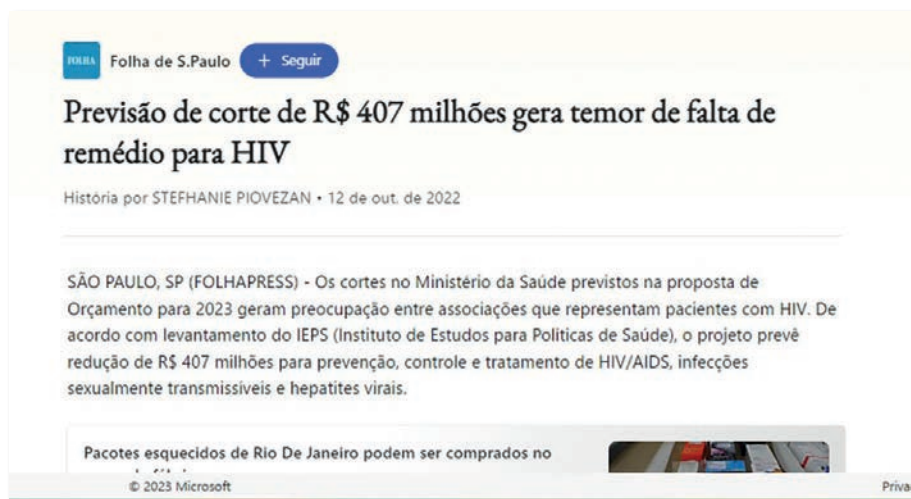 FOLHA
Folha de S.Paulo + Seguir
Previsão de corte de R$ 407 milhões gera temor de falta de
remédio para HIV
História por STEFHANIE PIOVEZAN • 12 de out. de 2022
SÃO PAULO, SP (FOLHAPRESS) - Os cortes no Ministério da Saúde previstos na proposta de
Orçamento para 2023 geram preocupação entre associações que representam pacientes com HIV. De
acordo com levantamento do IEPS (Instituto de Estudos para Políticas de Saúde), o projeto prevê
redução de R$ 407 milhões para prevenção, controle e tratamento de HIV/AIDS, infecções
sexualmente transmissíveis e hepatites virais.
Pacotes esquecidos de Rio De Janeiro podem ser comprados no
© 2023 Microsoft
Priva